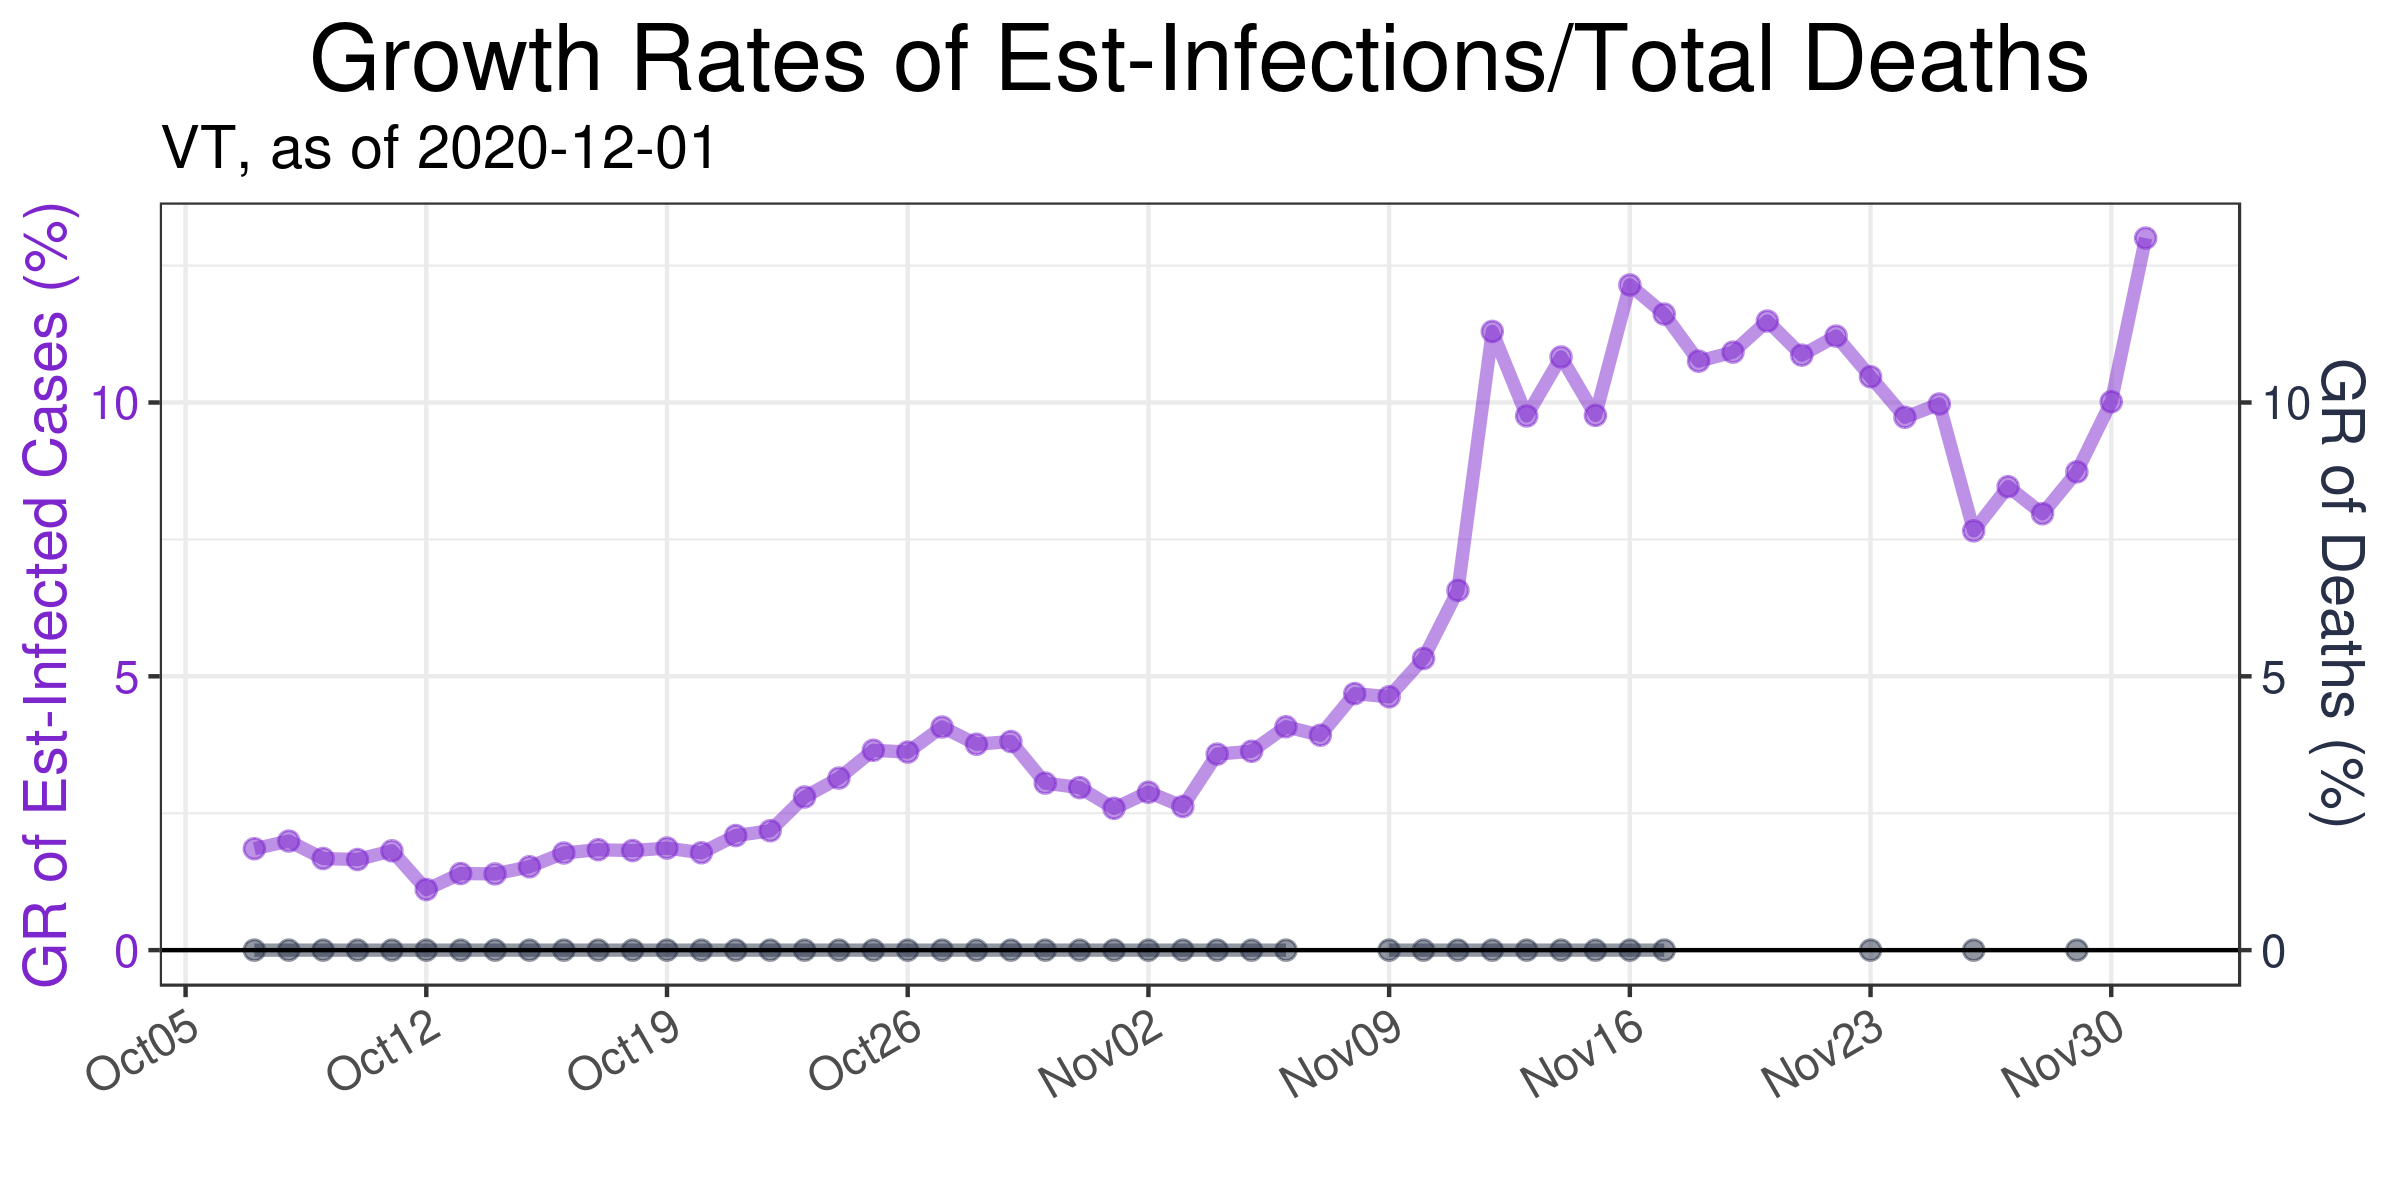 Growth Rates of Est-Infections/Total Deaths
VT, as of 2020-12-01
GR of Est-Infected Cases (%)
10
5
0
10
5
0
GR of Deaths (%)
Oct05
Oct12
Oct19
Oct26
Nov02
Nov09
Nov16
Nov23
Nov30